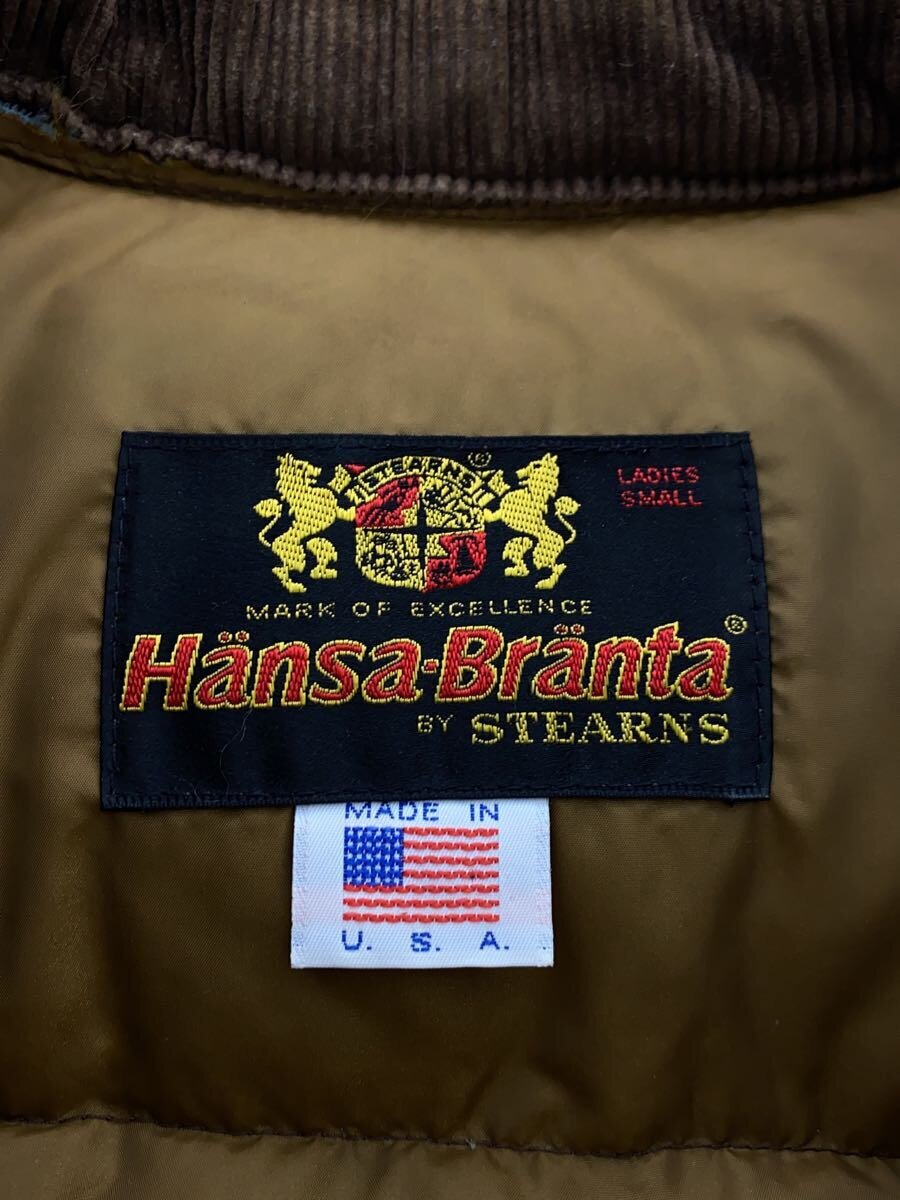 STEARNS®
LADIES
SMALL
MARK OF EXCELLENCE
Hänsa-Bränta®
BY STEARNS
MADE IN
U. S. A.